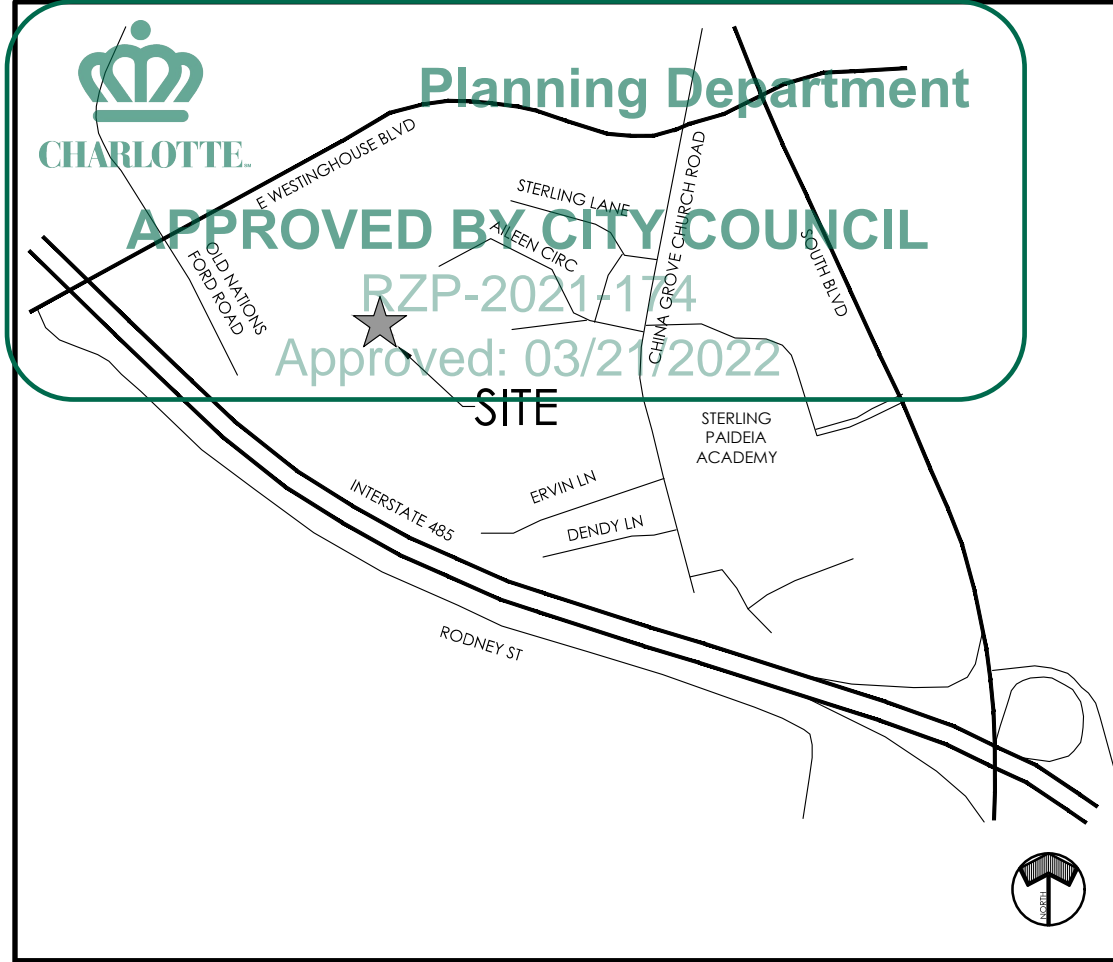 Planning Department
CHARLOTTE™
E WESTINGHOUSE BLVD
STERLING LANE
APPROVED BY CITY COUNCIL
AILEEN CIRC
OLD NATIONS
FORD ROAD
CHINA GROVE CHURCH ROAD
SOUTH BLVD
RZP-2021-174
Approved: 03/21/2022
SITE
STERLING
PAIDEIA
ACADEMY
ERVIN LN
INTERSTATE 485
DENDY LN
RODNEY ST
NORTH